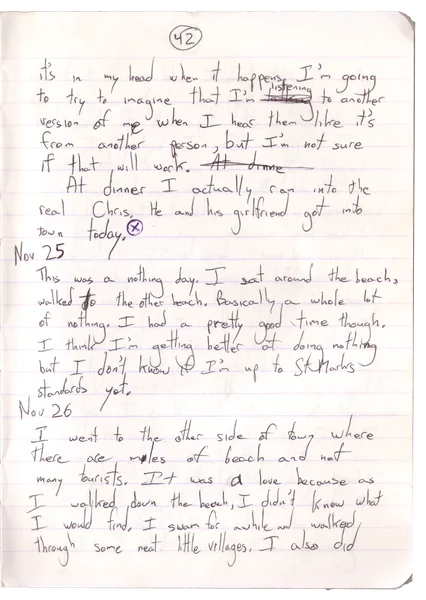 42
it's in my head when it happens. I'm going
to try to imagine that I'm listening to another
version of me when I hear them like it's
from another person, but I'm not sure
if that will work. At dinne
At dinner I actually ran into the
real Chris. He and his girlfriend got into
town today.
Nov 25
This was a nothing day. I sat around the beach,
walked to the other beach. Basically, a whole lot
of nothing. I had a pretty good time though.
I think I'm getting better at doing nothing
but I don't know if I'm up to St. Marks
standards yet.
Nov 26
I went to the other side of town where
there are miles of beach and not
many tourists. It was a love because as
I walked down the beach, I didn't know what
I would find. I swam for awhile and walked
through some neat little villages. I also did